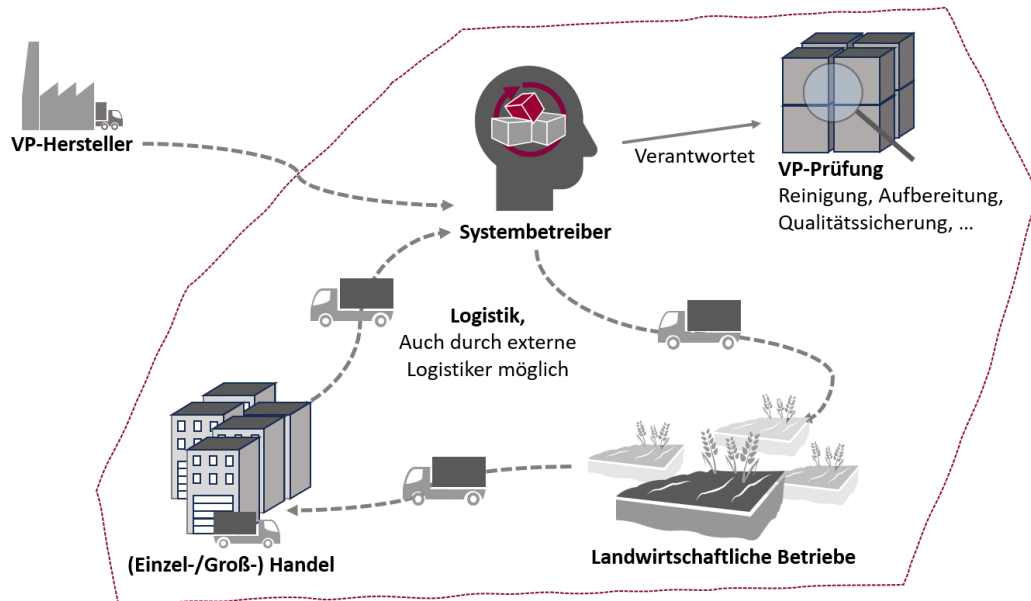 VP-Hersteller
Verantwortet
VP-Prüfung
Reinigung, Aufbereitung,
Qualitätssicherung, ...
Systembetreiber
Logistik,
Auch durch externe
Logistiker möglich
(Einzel-/Groß-) Handel
Landwirtschaftliche Betriebe